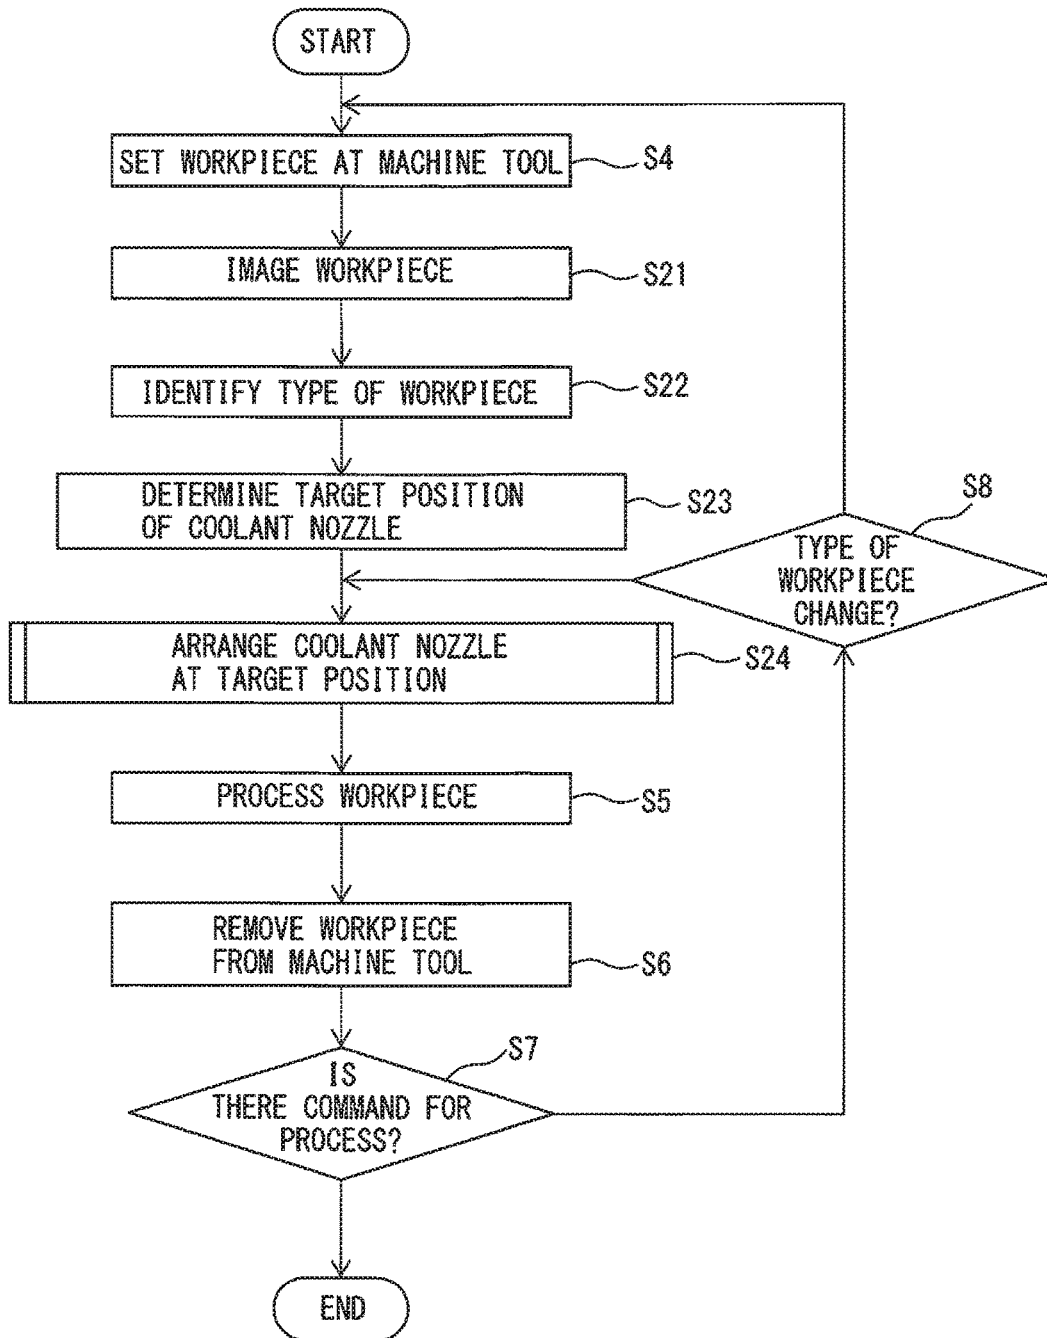 START
SET WORKPIECE AT MACHINE TOOL
S4
IMAGE WORKPIECE
S21
IDENTIFY TYPE OF WORKPIECE
S22
DETERMINE TARGET POSITION
OF COOLANT NOZZLE
S23
S8
TYPE OF
WORKPIECE
CHANGE?
ARRANGE COOLANT NOZZLE
AT TARGET POSITION
S24
PROCESS WORKPIECE
S5
REMOVE WORKPIECE
FROM MACHINE TOOL
S6
S7
IS
THERE COMMAND FOR
PROCESS?
END